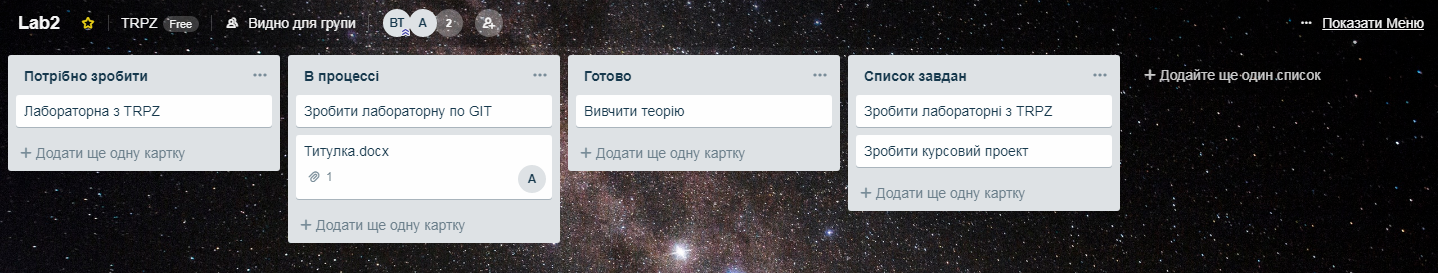 Lab2
TRPZ Free
Видно для групи
ВТ А 2
Показати Меню
Потрібно зробити
Лабораторна з TRPZ
Додати ще одну картку
В процессі
Зробити лабораторну по GIT
Титулка.docx
1
А
Додати ще одну картку
Готово
Вивчити теорію
Додати ще одну картку
Список завдан
Зробити лабораторні з TRPZ
Зробити курсовий проект
Додати ще одну картку
Додайте ще один список